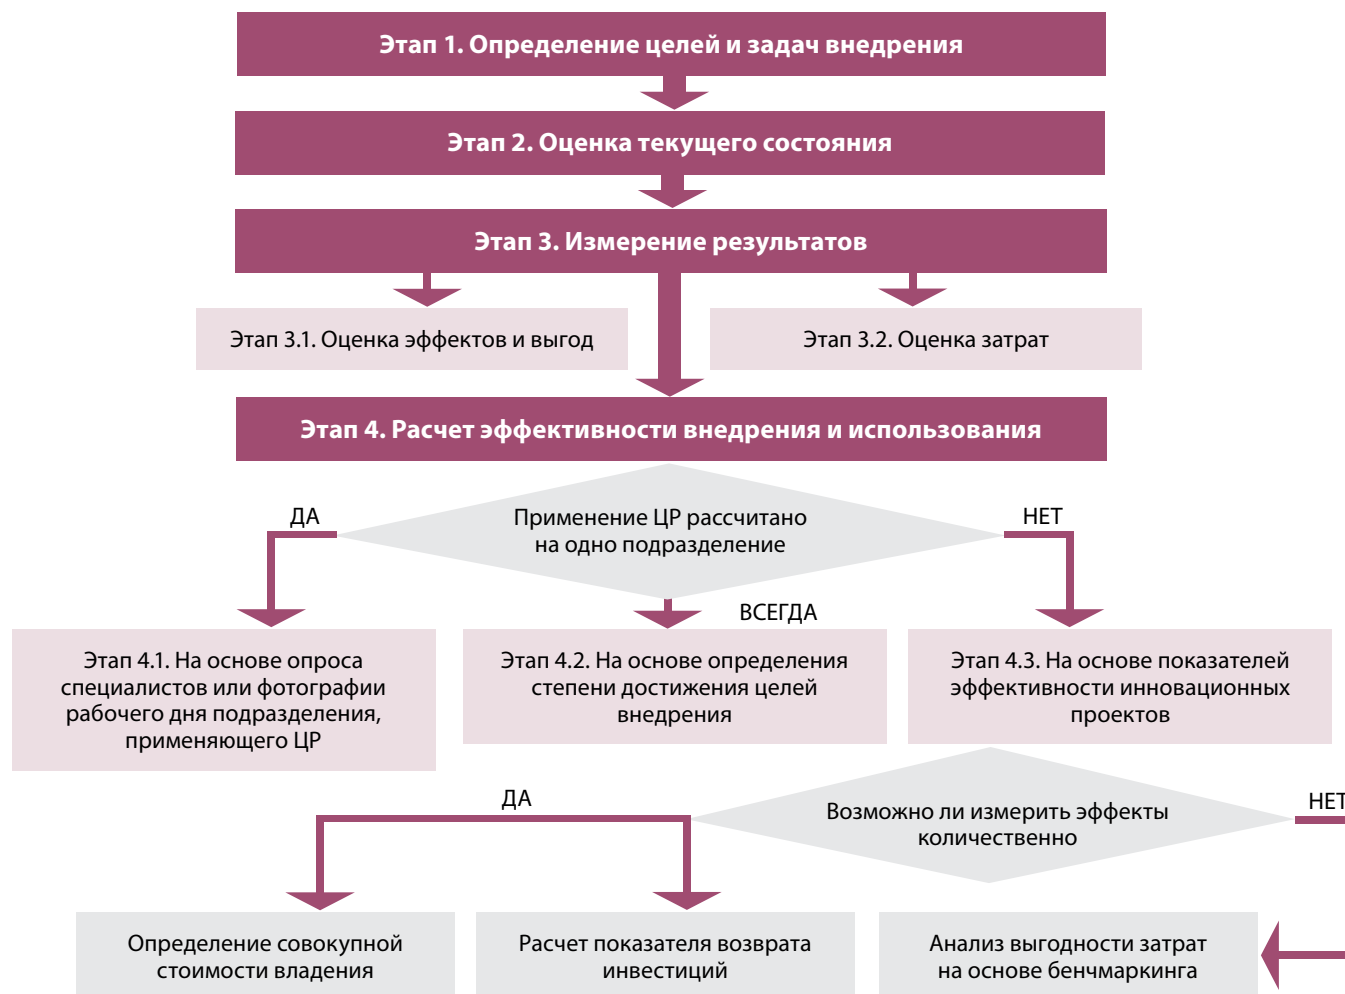 Этап 1. Определение целей и задач внедрения
Этап 2. Оценка текущего состояния
Этап 3. Измерение результатов
Этап 3.1. Оценка эффектов и выгод
Этап 3.2. Оценка затрат
Этап 4. Расчет эффективности внедрения и использования
ДА
Применение ЦР рассчитано
на одно подразделение
НЕТ
ВСЕГДА
Этап 4.1. На основе опроса
специалистов или фотографии
рабочего дня подразделения,
применяющего ЦР
Этап 4.2. На основе определения
степени достижения целей
внедрения
Этап 4.3. На основе показателей
эффективности инновационных
проектов
ДА
Возможно ли измерить эффекты
количественно
НЕТ
Определение совокупной
стоимости владения
Расчет показателя возврата
инвестиций
Анализ выгодности затрат
на основе бенчмаркинга